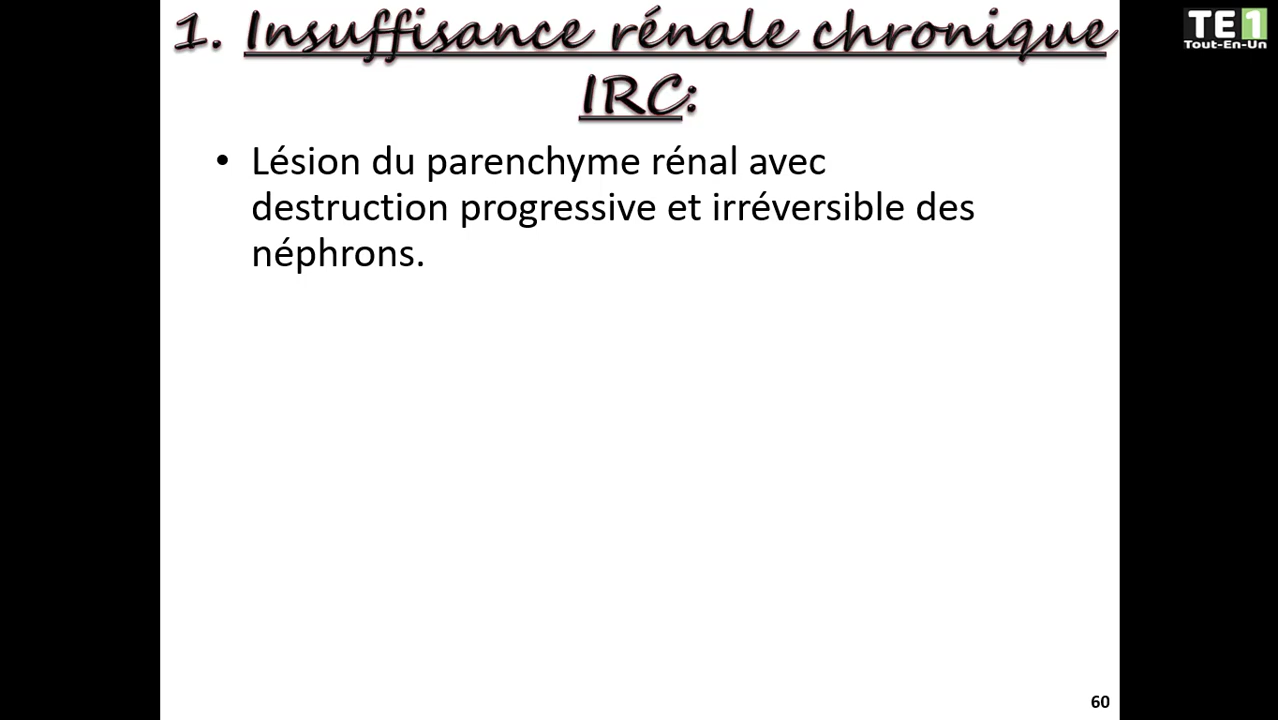 1. Insuffisance rénale chronique
IRC:
TE1
Tout-En-Un
• Lésion du parenchyme rénal avec
destruction progressive et irréversible des
néphrons.
60